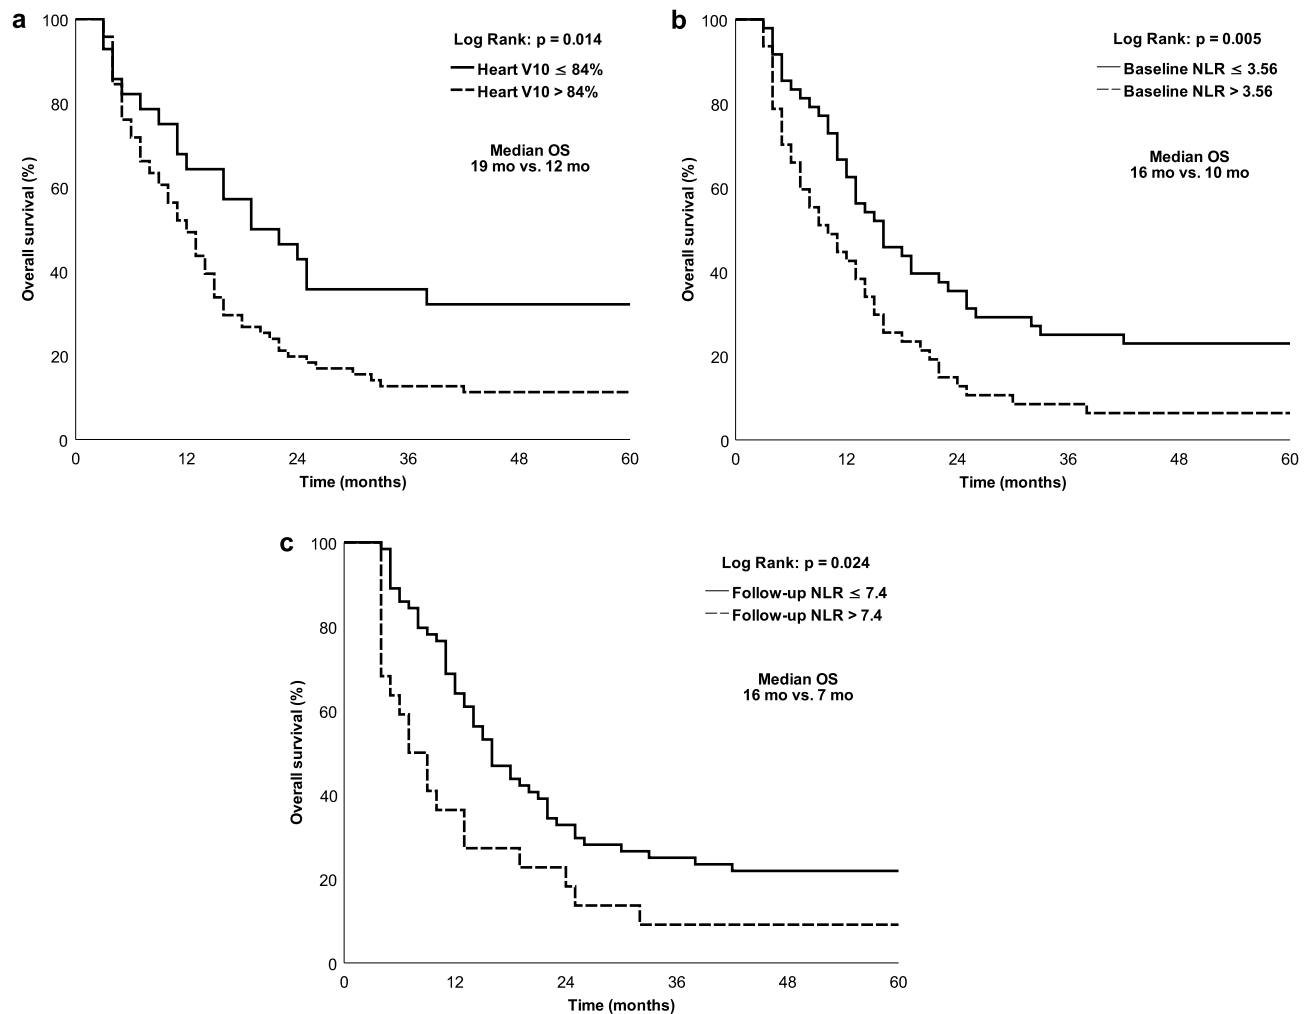 a
Log Rank: p = 0.014
Heart V10 ≤ 84%
Heart V10 > 84%
Median OS
19 mo vs. 12 mo
Overall survival (%)
100
80
60
40
20
0
0 12 24 36 48 60
Time (months)
b
Log Rank: p = 0.005
Baseline NLR ≤ 3.56
Baseline NLR > 3.56
Median OS
16 mo vs. 10 mo
Overall survival (%)
100
80
60
40
20
0
0 12 24 36 48 60
Time (months)
c
Log Rank: p = 0.024
Follow-up NLR ≤ 7.4
Follow-up NLR > 7.4
Median OS
16 mo vs. 7 mo
Overall survival (%)
100
80
60
40
20
0
0 12 24 36 48 60
Time (months)